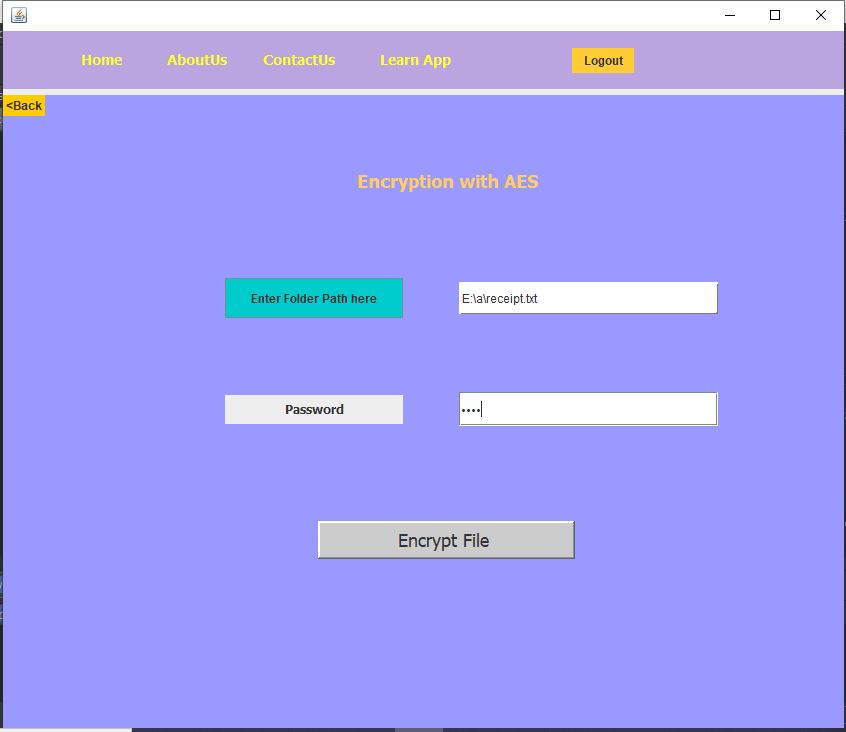 Home AboutUs ContactUs Learn App Logout
<Back
Encryption with AES
Enter Folder Path here E:\a\receipt.txt
Password ••••
Encrypt File